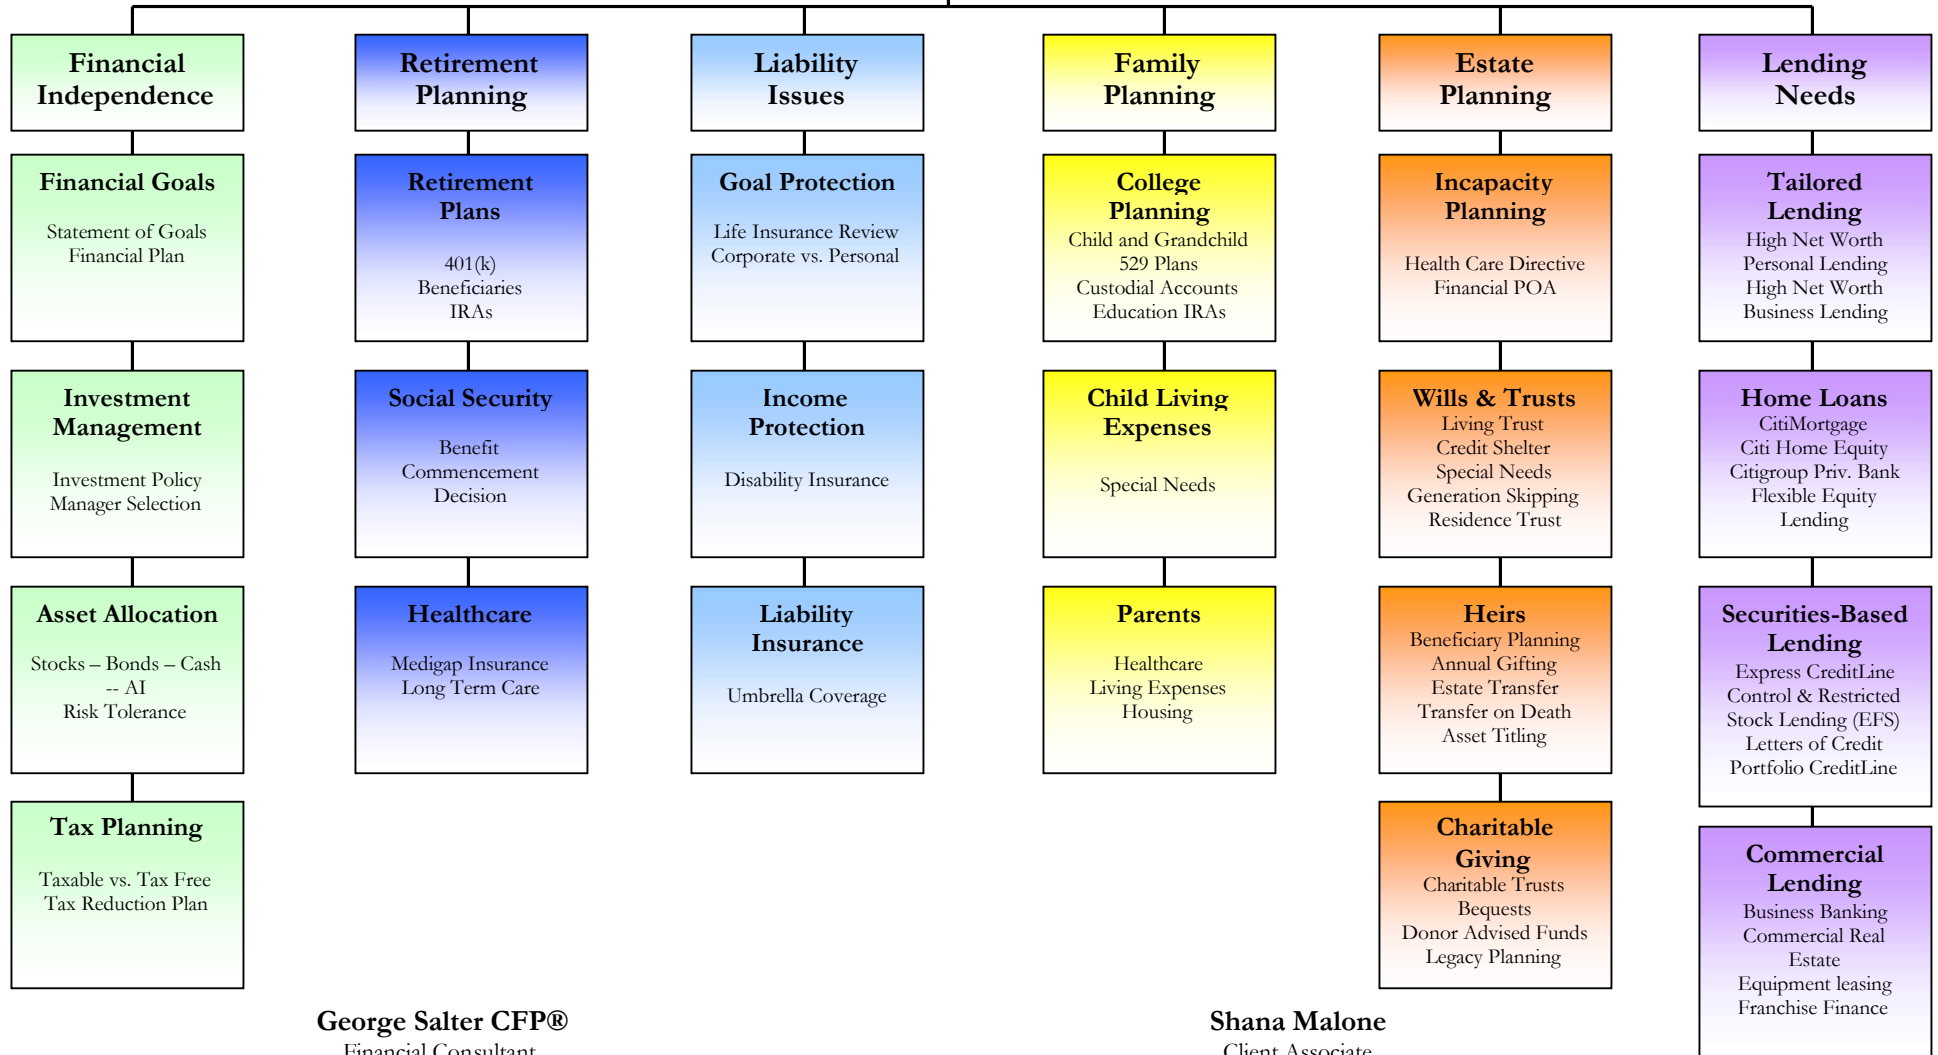 Financial
Independence
Financial Goals
Statement of Goals
Financial Plan
Investment
Management
Investment Policy
Manager Selection
Asset Allocation
Stocks – Bonds – Cash
-- AI
Risk Tolerance
Tax Planning
Taxable vs. Tax Free
Tax Reduction Plan
Retirement
Planning
Retirement
Plans
401(k)
Beneficiaries
IRAs
Social Security
Benefit
Commencement
Decision
Healthcare
Medigap Insurance
Long Term Care
Liability
Issues
Goal Protection
Life Insurance Review
Corporate vs. Personal
Income
Protection
Disability Insurance
Liability
Insurance
Umbrella Coverage
Family
Planning
College
Planning
Child and Grandchild
529 Plans
Custodial Accounts
Education IRAs
Child Living
Expenses
Special Needs
Parents
Healthcare
Living Expenses
Housing
Estate
Planning
Incapacity
Planning
Health Care Directive
Financial POA
Wills & Trusts
Living Trust
Credit Shelter
Special Needs
Generation Skipping
Residence Trust
Heirs
Beneficiary Planning
Annual Gifting
Estate Transfer
Transfer on Death
Asset Titling
Charitable
Giving
Charitable Trusts
Bequests
Donor Advised Funds
Legacy Planning
Lending
Needs
Tailored
Lending
High Net Worth
Personal Lending
High Net Worth
Business Lending
Home Loans
CitiMortgage
Citi Home Equity
Citigroup Priv. Bank
Flexible Equity
Lending
Securities-Based
Lending
Express CreditLine
Control & Restricted
Stock Lending (EFS)
Letters of Credit
Portfolio CreditLine
Commercial
Lending
Business Banking
Commercial Real
Estate
Equipment leasing
Franchise Finance
George Salter CFP®
Financial Consultant
Shana Malone
Client Associate